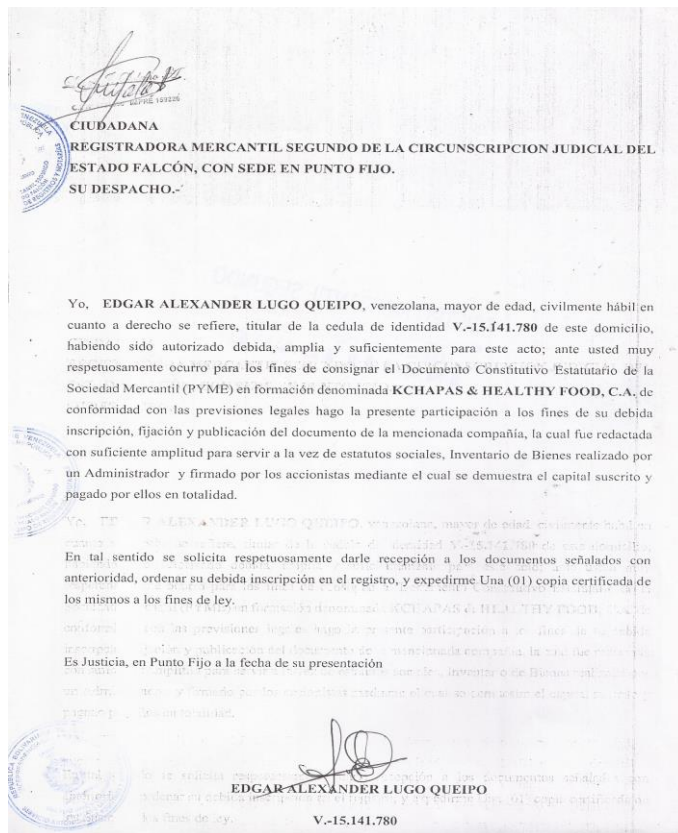 CIUDADANA
REGISTRADORA MERCANTIL SEGUNDO DE LA CIRCUNSCRIPCION JUDICIAL DEL
ESTADO FALCÓN, CON SEDE EN PUNTO FIJO.
SU DESPACHO.-
Yo, EDGAR ALEXANDER LUGO QUEIPO, venezolana, mayor de edad, civilmente hábil en
cuanto a derecho se refiere, titular de la cedula de identidad V.-15.141.780 de este domicilio,
habiendo sido autorizado debida, amplia y suficientemente para este acto; ante usted muy
respetuosamente ocurro para los fines de consignar el Documento Constitutivo Estatutario de la
Sociedad Mercantil (PYME) en formación denominada KCHAPAS & HEALTHY FOOD, C.A. de
conformidad con las previsiones legales hago la presente participación a los fines de su debida
inscripción, fijación y publicación del documento de la mencionada compañía, la cual fue redactada
con suficiente amplitud para servir a la vez de estatutos sociales, Inventario de Bienes realizado por
un Administrador y firmado por los accionistas mediante el cual se demuestra el capital suscrito y
pagado por ellos en totalidad.
En tal sentido se solicita respetuosamente darle recepción a los documentos señalados con
anterioridad, ordenar su debida inscripción en el registro, y expedirme Una (01) copia certificada de
los mismos a los fines de ley.
Es Justicia, en Punto Fijo a la fecha de su presentación
EDGAR ALEXANDER LUGO QUEIPO
V.-15.141.780